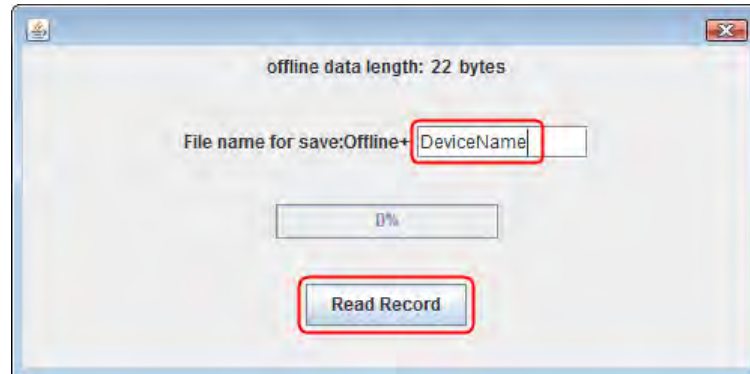 offline data length: 22 bytes
File name for save:Offline+ DeviceName
0%
Read Record